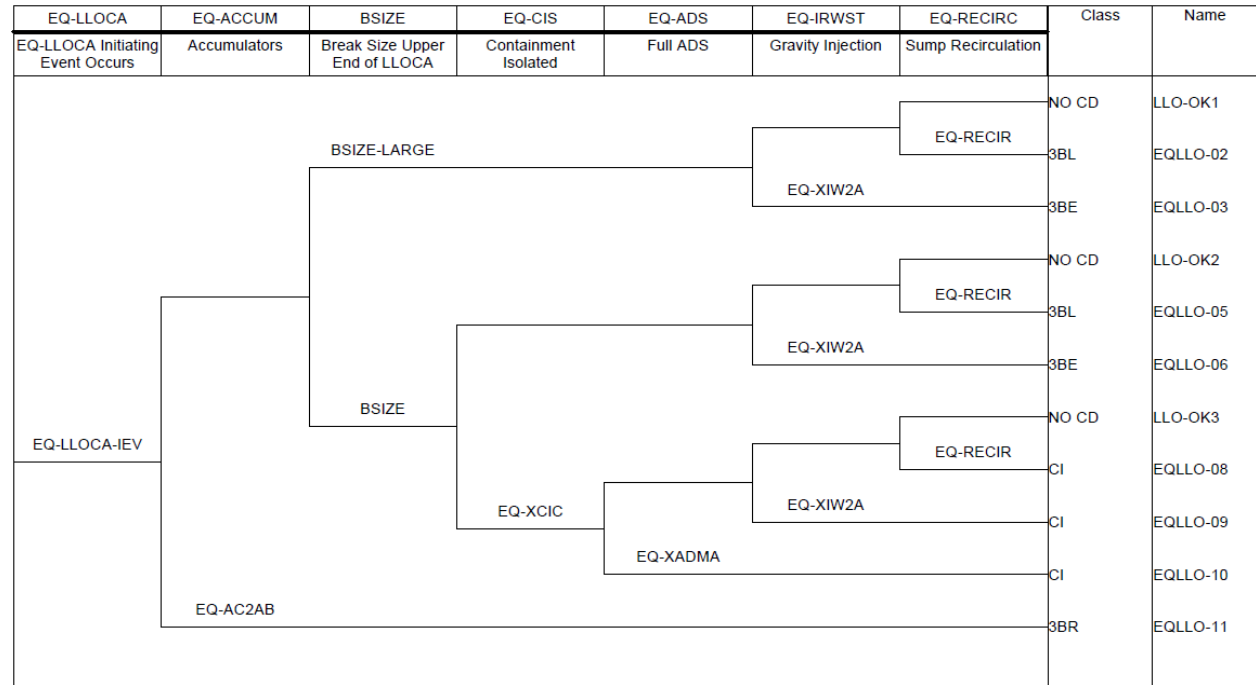 EQ-LLOCA EQ-ACCUM BSIZE EQ-CIS EQ-ADS EQ-IRWST EQ-RECIRC Class Name
EQ-LLOCA Initiating Accumulators Break Size Upper Containment Full ADS Gravity Injection Sump Recirculation
Event Occurs End of LLOCA Isolated
NO CD LLO-OK1
EQ-RECIR
BSIZE-LARGE
3BL EQLLO-02
EQ-XIW2A
3BE EQLLO-03
NO CD LLO-OK2
EQ-RECIR
3BL EQLLO-05
EQ-XIW2A
3BE EQLLO-06
BSIZE
NO CD LLO-OK3
EQ-LLOCA-IEV
EQ-RECIR
CI EQLLO-08
EQ-XIW2A
EQ-XCIC
CI EQLLO-09
EQ-XADMA
CI EQLLO-10
EQ-AC2AB
3BR EQLLO-11